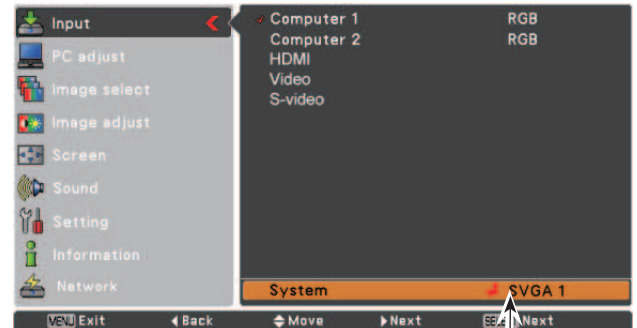 Input
PC adjust
Image select
Image adjust
Screen
Sound
Setting
Information
Network
Computer 1 RGB
Computer 2 RGB
HDMI
Video
S-video
System SVGA 1
MENU Exit Back Move Next Next